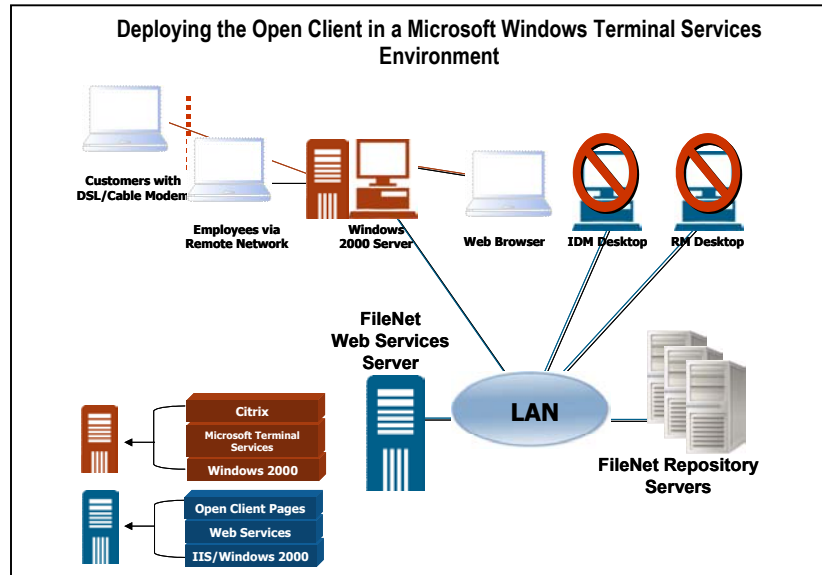 Deploying the Open Client in a Microsoft Windows Terminal Services
Environment
Customers with
DSL/Cable Modem
Employees via
Remote Network
Windows
2000 Server
Web Browser
IDM Desktop
RM Desktop
FileNet
Web Services
Server
LAN
FileNet Repository
Servers
Citrix
Microsoft Terminal
Services
Windows 2000
Open Client Pages
Web Services
IIS/Windows 2000